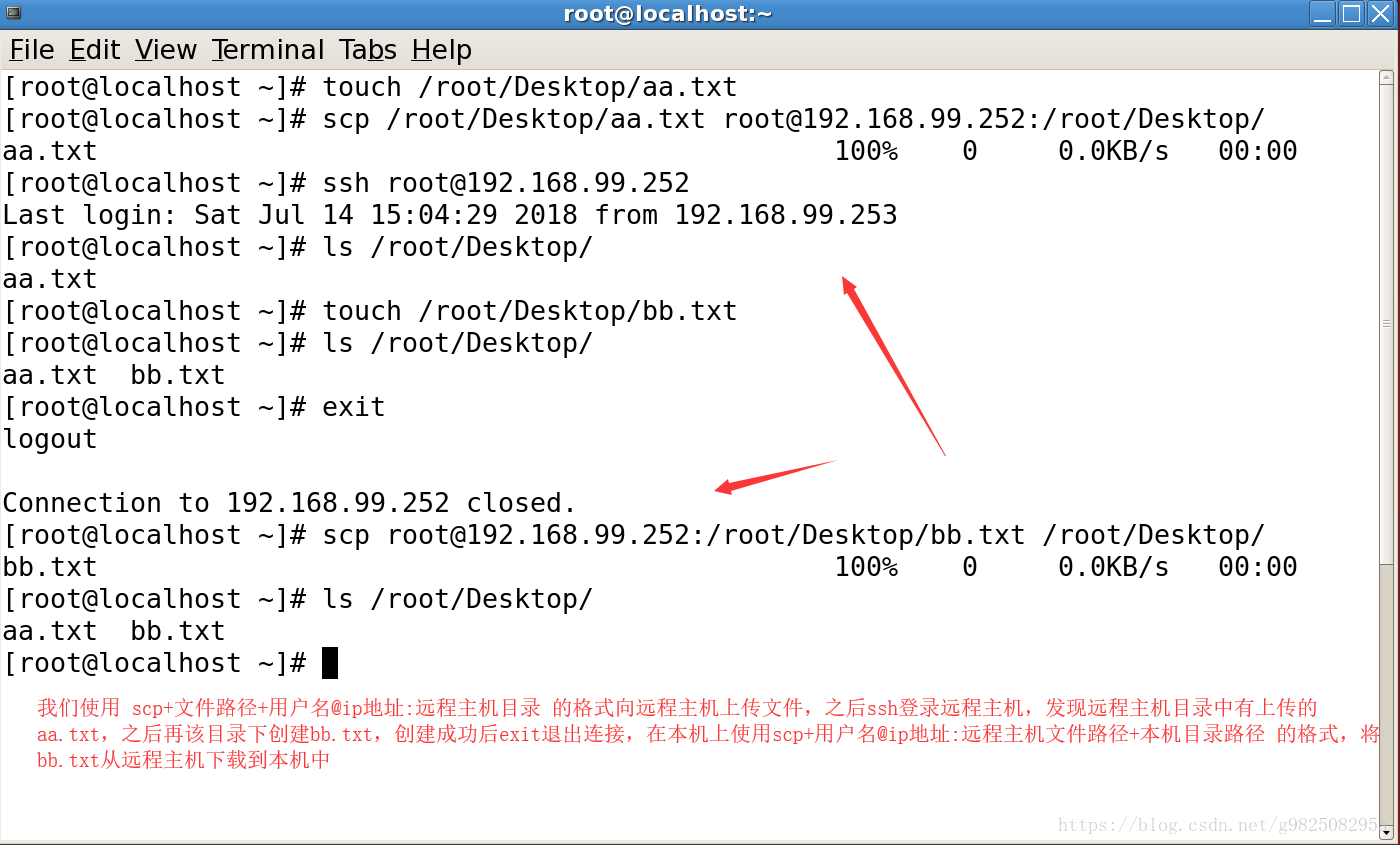 root@localhost:~
File Edit View Terminal Tabs Help
[root@localhost ~]# touch /root/Desktop/aa.txt
[root@localhost ~]# scp /root/Desktop/aa.txt root@192.168.99.252:/root/Desktop/
aa.txt 100% 0 0.0KB/s 00:00
[root@localhost ~]# ssh root@192.168.99.252
Last login: Sat Jul 14 15:04:29 2018 from 192.168.99.253
[root@localhost ~]# ls /root/Desktop/
aa.txt
[root@localhost ~]# touch /root/Desktop/bb.txt
[root@localhost ~]# ls /root/Desktop/
aa.txt  bb.txt
[root@localhost ~]# exit
logout
Connection to 192.168.99.252 closed.
[root@localhost ~]# scp root@192.168.99.252:/root/Desktop/bb.txt /root/Desktop/
bb.txt 100% 0 0.0KB/s 00:00
[root@localhost ~]# ls /root/Desktop/
aa.txt  bb.txt
[root@localhost ~]#
我们使用 scp+文件路径+用户名@ip地址:远程主机目录 的格式向远程主机上传文件，之后ssh登录远程主机，发现远程主机目录中有上传的
aa.txt，之后再该目录下创建bb.txt，创建成功后exit退出连接，在本机上使用scp+用户名@ip地址:远程主机文件路径+本机目录路径 的格式，将
bb.txt从远程主机下载到本机中
https://blog.csdn.net/g982508295